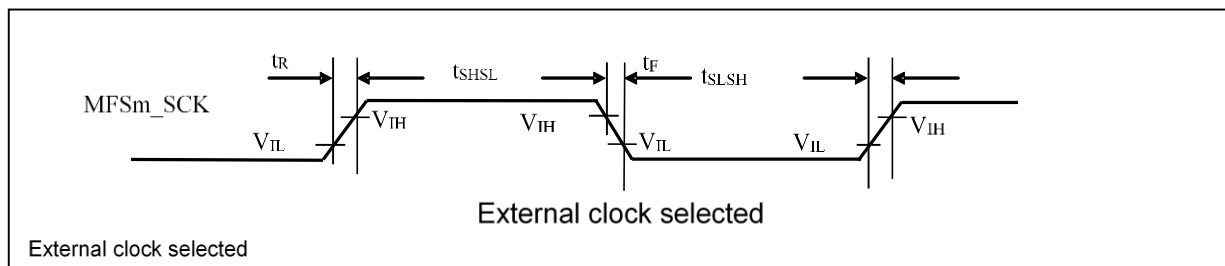 tR tSHSL tF tSLSH
MFSm_SCK
VIH VIH VIH
VIL VIL VIL
External clock selected
External clock selected